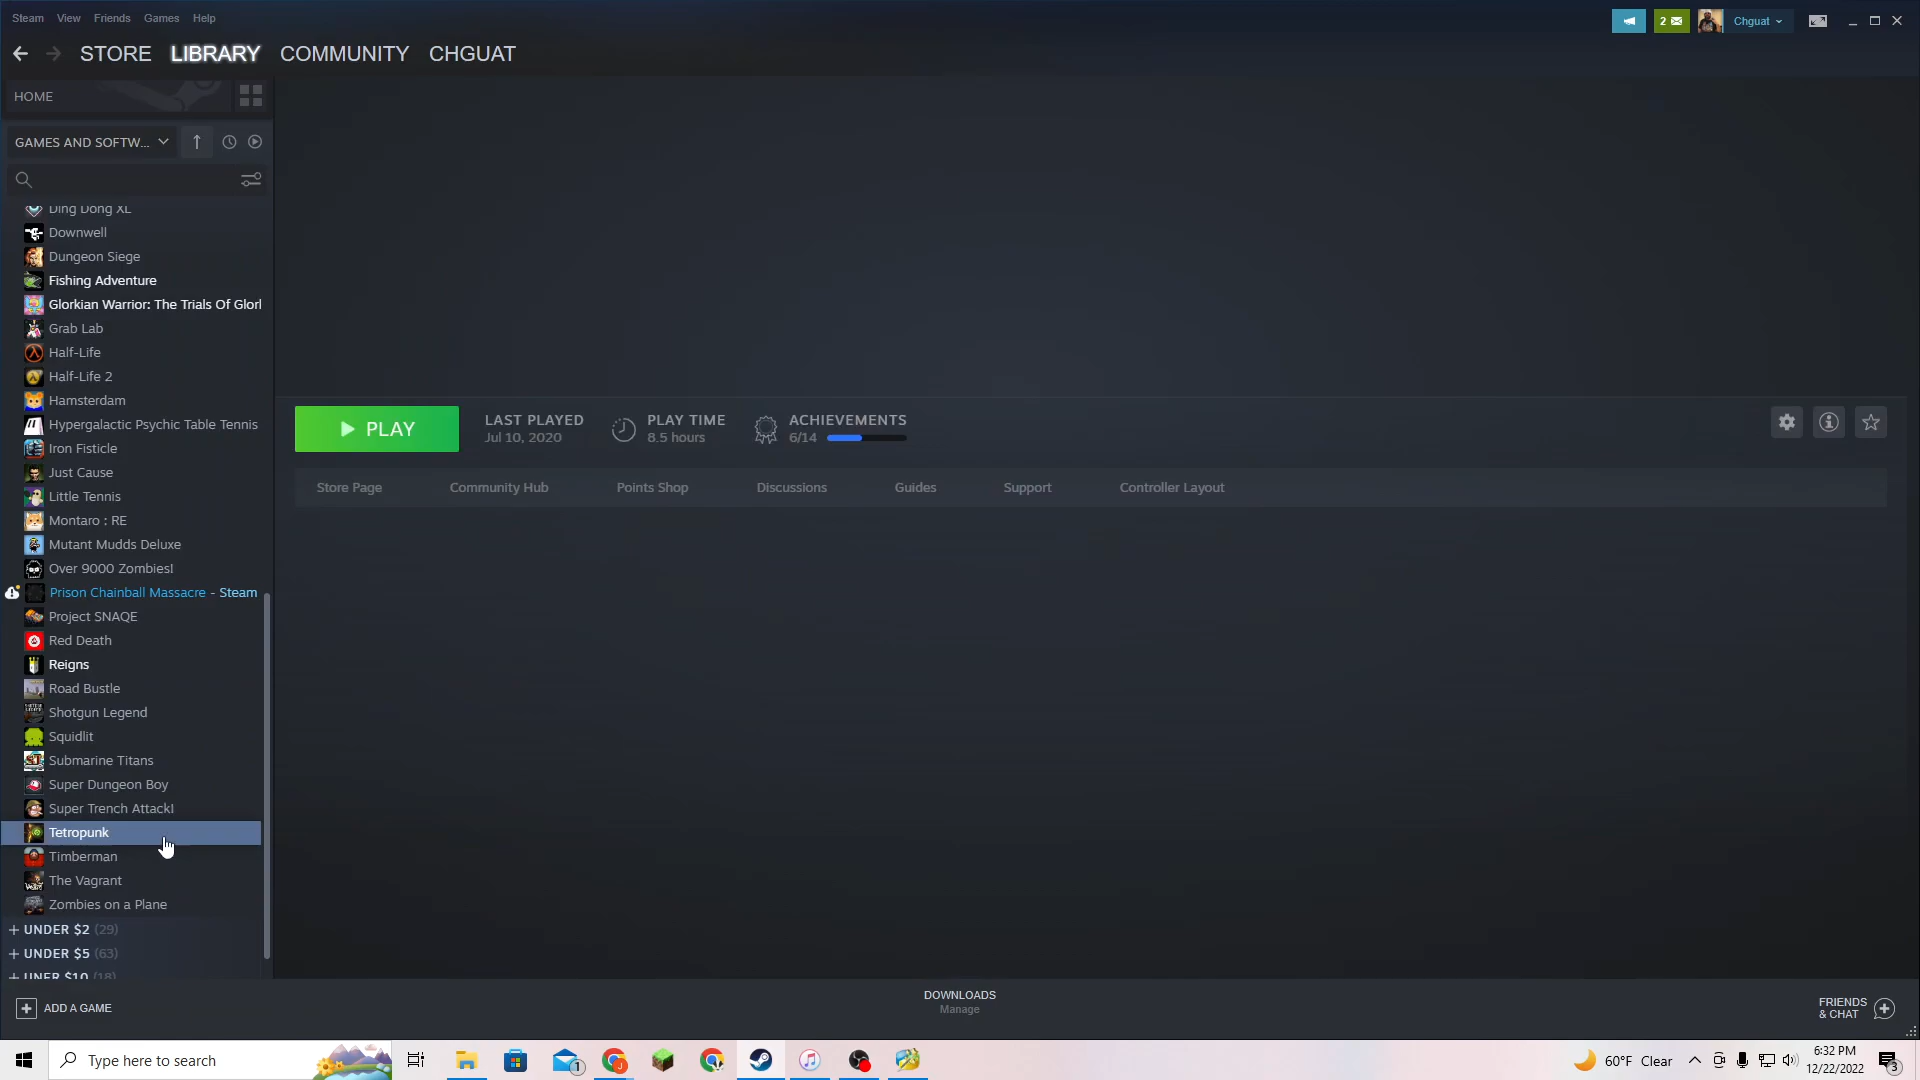 Steam View Friends Games Help
2
Chguat
STORE LIBRARY COMMUNITY CHGUAT
HOME
GAMES AND SOFTW...
Ding Dong XL
Downwell
Dungeon Siege
Fishing Adventure
Glorkian Warrior: The Trials Of Glorl
Grab Lab
Half-Life
Half-Life 2
Hamsterdam
Hypergalactic Psychic Table Tennis
Iron Fisticle
Just Cause
Little Tennis
Montaro : RE
Mutant Mudds Deluxe
Over 9000 Zombies!
Prison Chainball Massacre - Steam
Project SNAQE
Red Death
Reigns
Road Bustle
Shotgun Legend
Squidlit
Submarine Titans
Super Dungeon Boy
Super Trench Attack!
Tetropunk
Timberman
The Vagrant
Zombies on a Plane
+ UNDER $2 (29)
+ UNDER $5 (63)
+ UNER $10 (18)
PLAY
LAST PLAYED
Jul 10, 2020
PLAY TIME
8.5 hours
ACHIEVEMENTS
6/14
Store Page Community Hub Points Shop Discussions Guides Support Controller Layout
ADD A GAME
DOWNLOADS
Manage
FRIENDS
& CHAT
Type here to search
1
60°F Clear
6:32 PM
12/22/2022
3